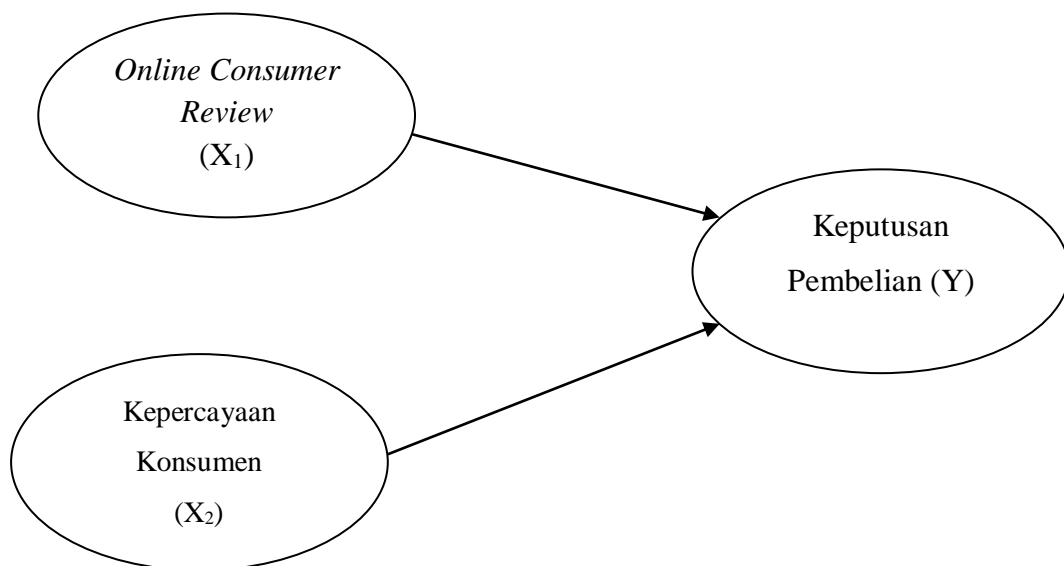 Online Consumer
Review
(X₁)
Keputusan
Pembelian (Y)
Kepercayaan
Konsumen
(X₂)